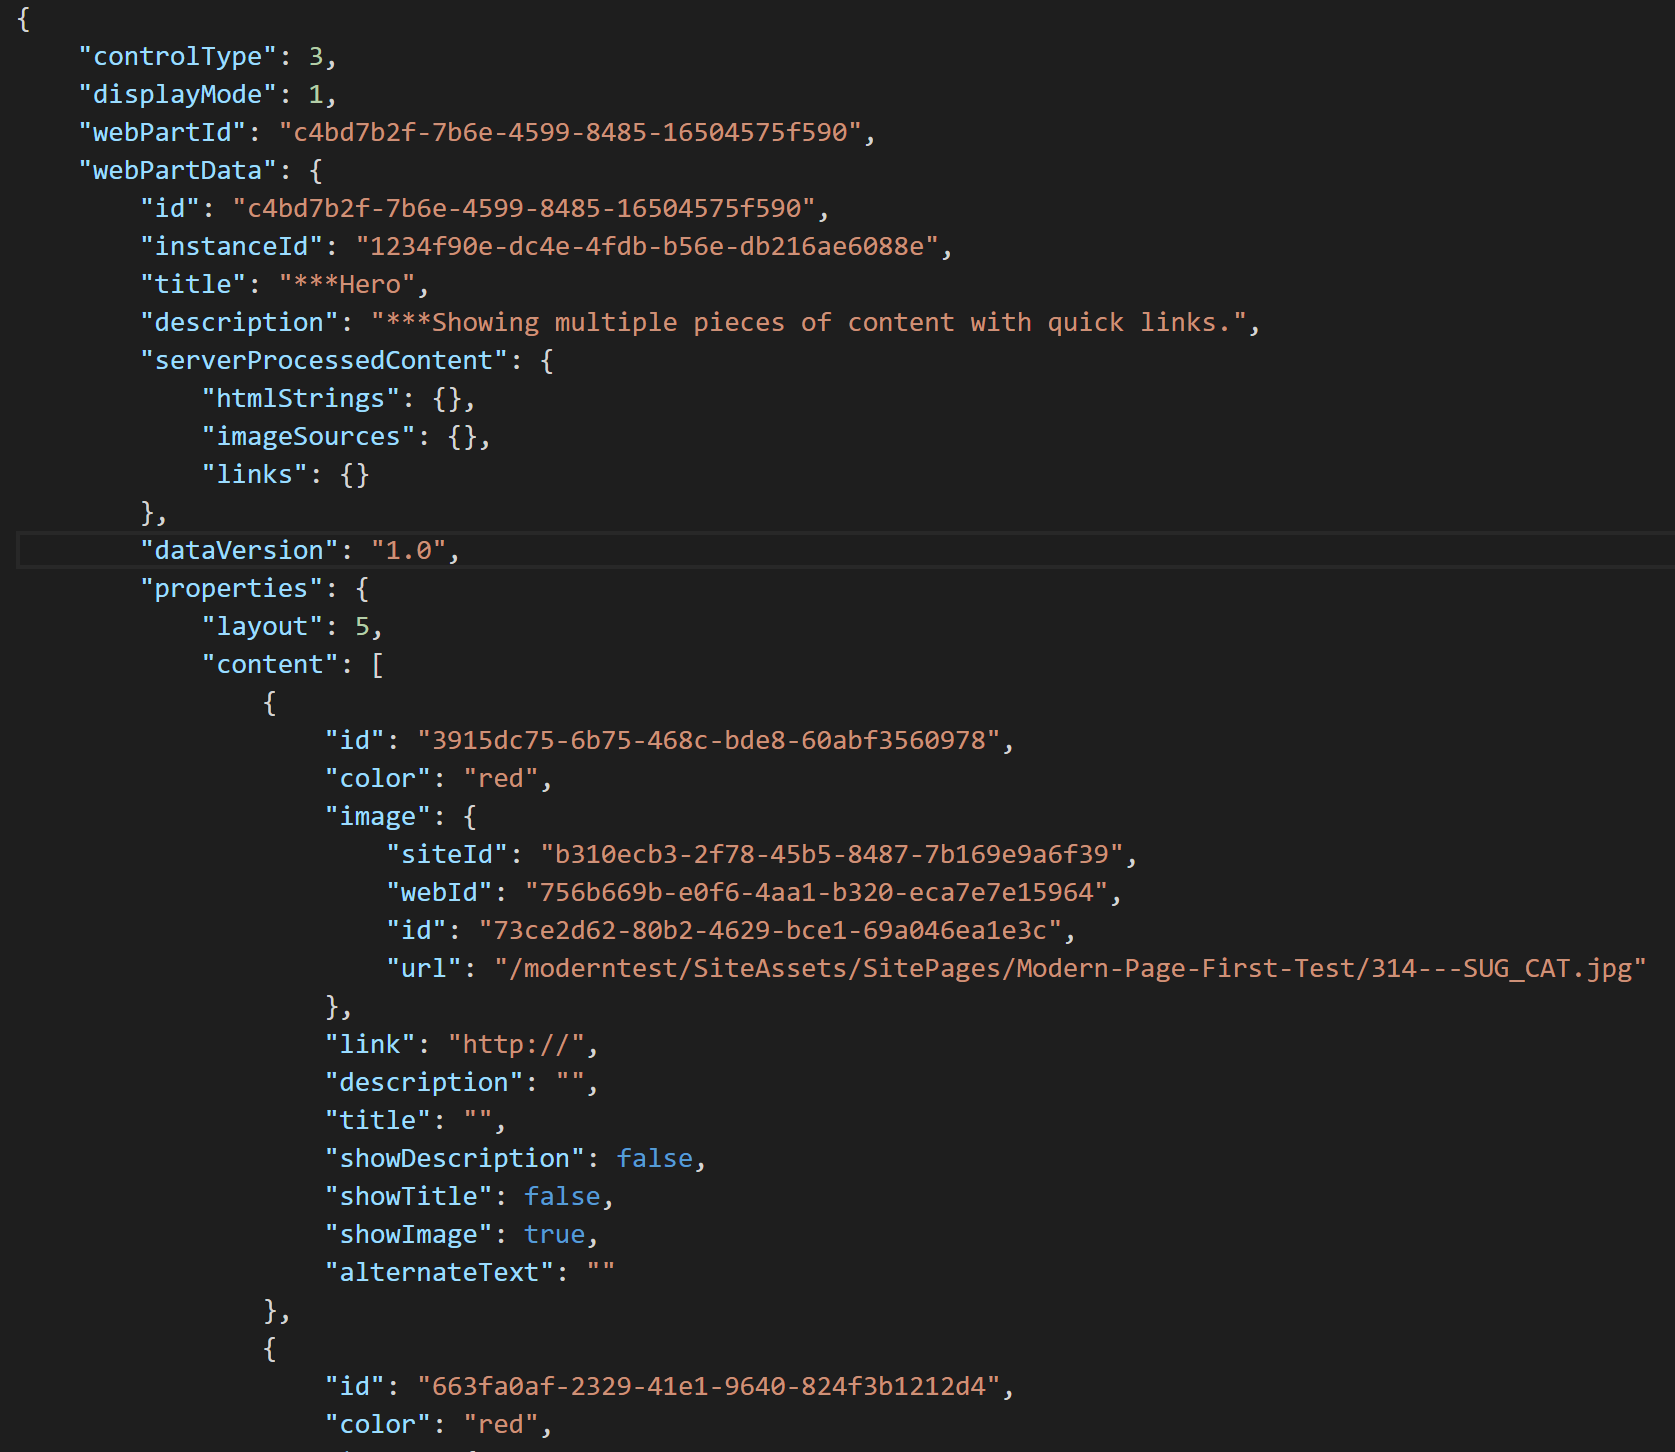 {
    "controlType": 3,
    "displayMode": 1,
    "webPartId": "c4bd7b2f-7b6e-4599-8485-16504575f590",
    "webPartData": {
        "id": "c4bd7b2f-7b6e-4599-8485-16504575f590",
        "instanceId": "1234f90e-dc4e-4fdb-b56e-db216ae6088e",
        "title": "***Hero",
        "description": "***Showing multiple pieces of content with quick links.",
        "serverProcessedContent": {
            "htmlStrings": {},
            "imageSources": {},
            "links": {}
        },
        "dataVersion": "1.0",
        "properties": {
            "layout": 5,
            "content": [
                {
                    "id": "3915dc75-6b75-468c-bde8-60abf3560978",
                    "color": "red",
                    "image": {
                        "siteId": "b310ecb3-2f78-45b5-8487-7b169e9a6f39",
                        "webId": "756b669b-e0f6-4aa1-b320-eca7e7e15964",
                        "id": "73ce2d62-80b2-4629-bce1-69a046ea1e3c",
                        "url": "/moderntest/SiteAssets/SitePages/Modern-Page-First-Test/314---SUG_CAT.jpg"
                    },
                    "link": "http://",
                    "description": "",
                    "title": "",
                    "showDescription": false,
                    "showTitle": false,
                    "showImage": true,
                    "alternateText": ""
                },
                {
                    "id": "663fa0af-2329-41e1-9640-824f3b1212d4",
                    "color": "red",